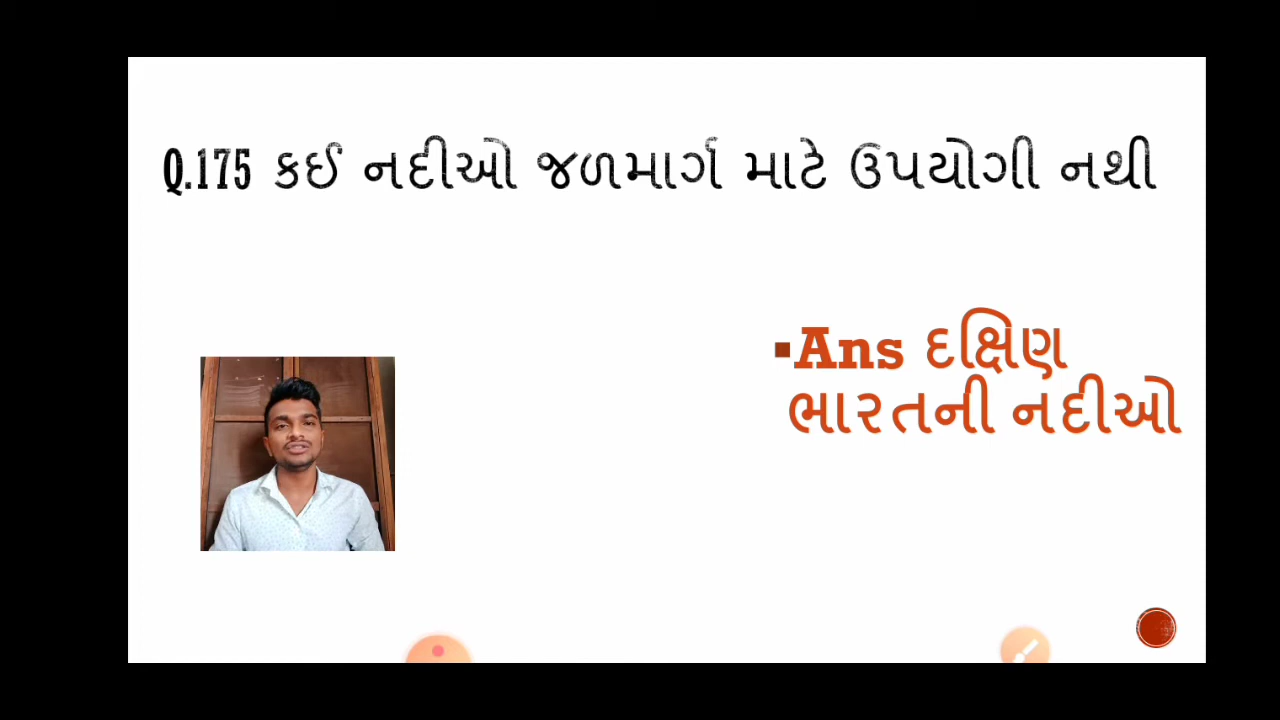 Q.175 કઈ નદીઓ જળમાર્ગ માટે ઉપયોગી નથી
▪Ans દક્ષિણ
ભારતની નદીઓ